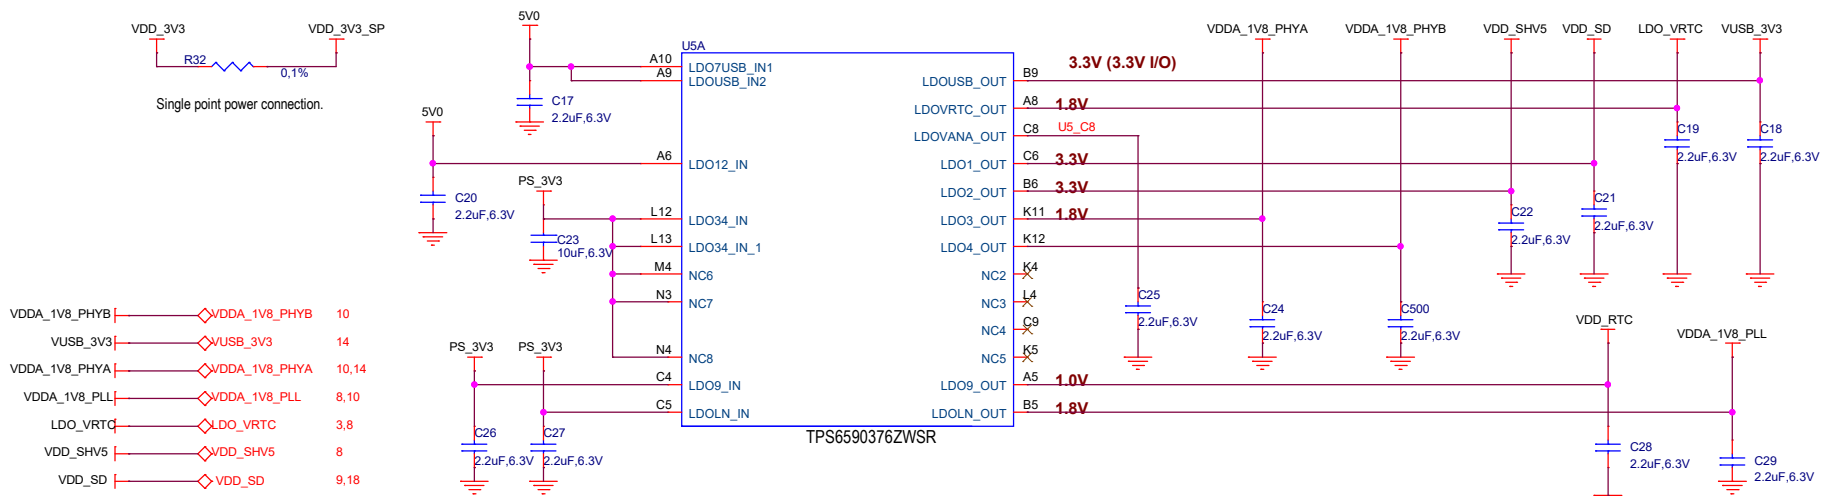 VDD_3V3
VDD_3V3_SP
R32
0,1%
Single point power connection.
5V0
U5A
VDDA_1V8_PHYA
VDDA_1V8_PHYB
VDD_SHV5
VDD_SD
LDO_VRTC
VUSB_3V3
A10
LDO7USB_IN1
A9
LDOUSB_IN2
LDOUSB_OUT
B9
3.3V (3.3V I/O)
C17
2.2uF,6.3V
LDOVRTC_OUT
A8
1.8V
5V0
LDOVANA_OUT
C8
U5_C8
C19
2.2uF,6.3V
C18
2.2uF,6.3V
A6
LDO12_IN
LDO1_OUT
C6
3.3V
C20
2.2uF,6.3V
PS_3V3
LDO2_OUT
B6
3.3V
C22
2.2uF,6.3V
C21
2.2uF,6.3V
L12
LDO34_IN
LDO3_OUT
K11
1.8V
C23
10uF,6.3V
L13
LDO34_IN_1
LDO4_OUT
K12
M4
NC6
NC2
K4
N3
NC7
NC3
L4
C25
2.2uF,6.3V
C24
2.2uF,6.3V
C500
2.2uF,6.3V
NC4
C9
N4
NC8
NC5
K5
VDD_RTC
VDDA_1V8_PLL
PS_3V3
PS_3V3
C4
LDO9_IN
LDO9_OUT
A5
1.0V
C5
LDOLN_IN
LDOLN_OUT
B5
1.8V
TPS6590376ZWSR
C26
2.2uF,6.3V
C27
2.2uF,6.3V
C28
2.2uF,6.3V
C29
2.2uF,6.3V
VDDA_1V8_PHYB VDDA_1V8_PHYB 10
VUSB_3V3 VUSB_3V3 14
VDDA_1V8_PHYA VDDA_1V8_PHYA 10,14
VDDA_1V8_PLL VDDA_1V8_PLL 8,10
LDO_VRTC LDO_VRTC 3,8
VDD_SHV5 VDD_SHV5 8
VDD_SD VDD_SD 9,18